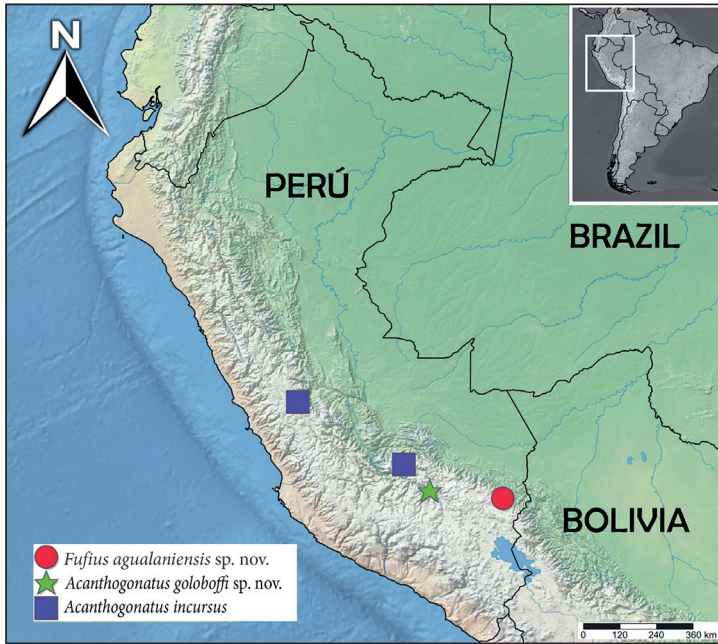 N
PERÚ
BRAZIL
BOLIVIA
Fufius agualaniensis sp. nov.
Acanthogonatus goloboffi sp. nov.
Acanthogonatus incursus
0 120 240 360 km